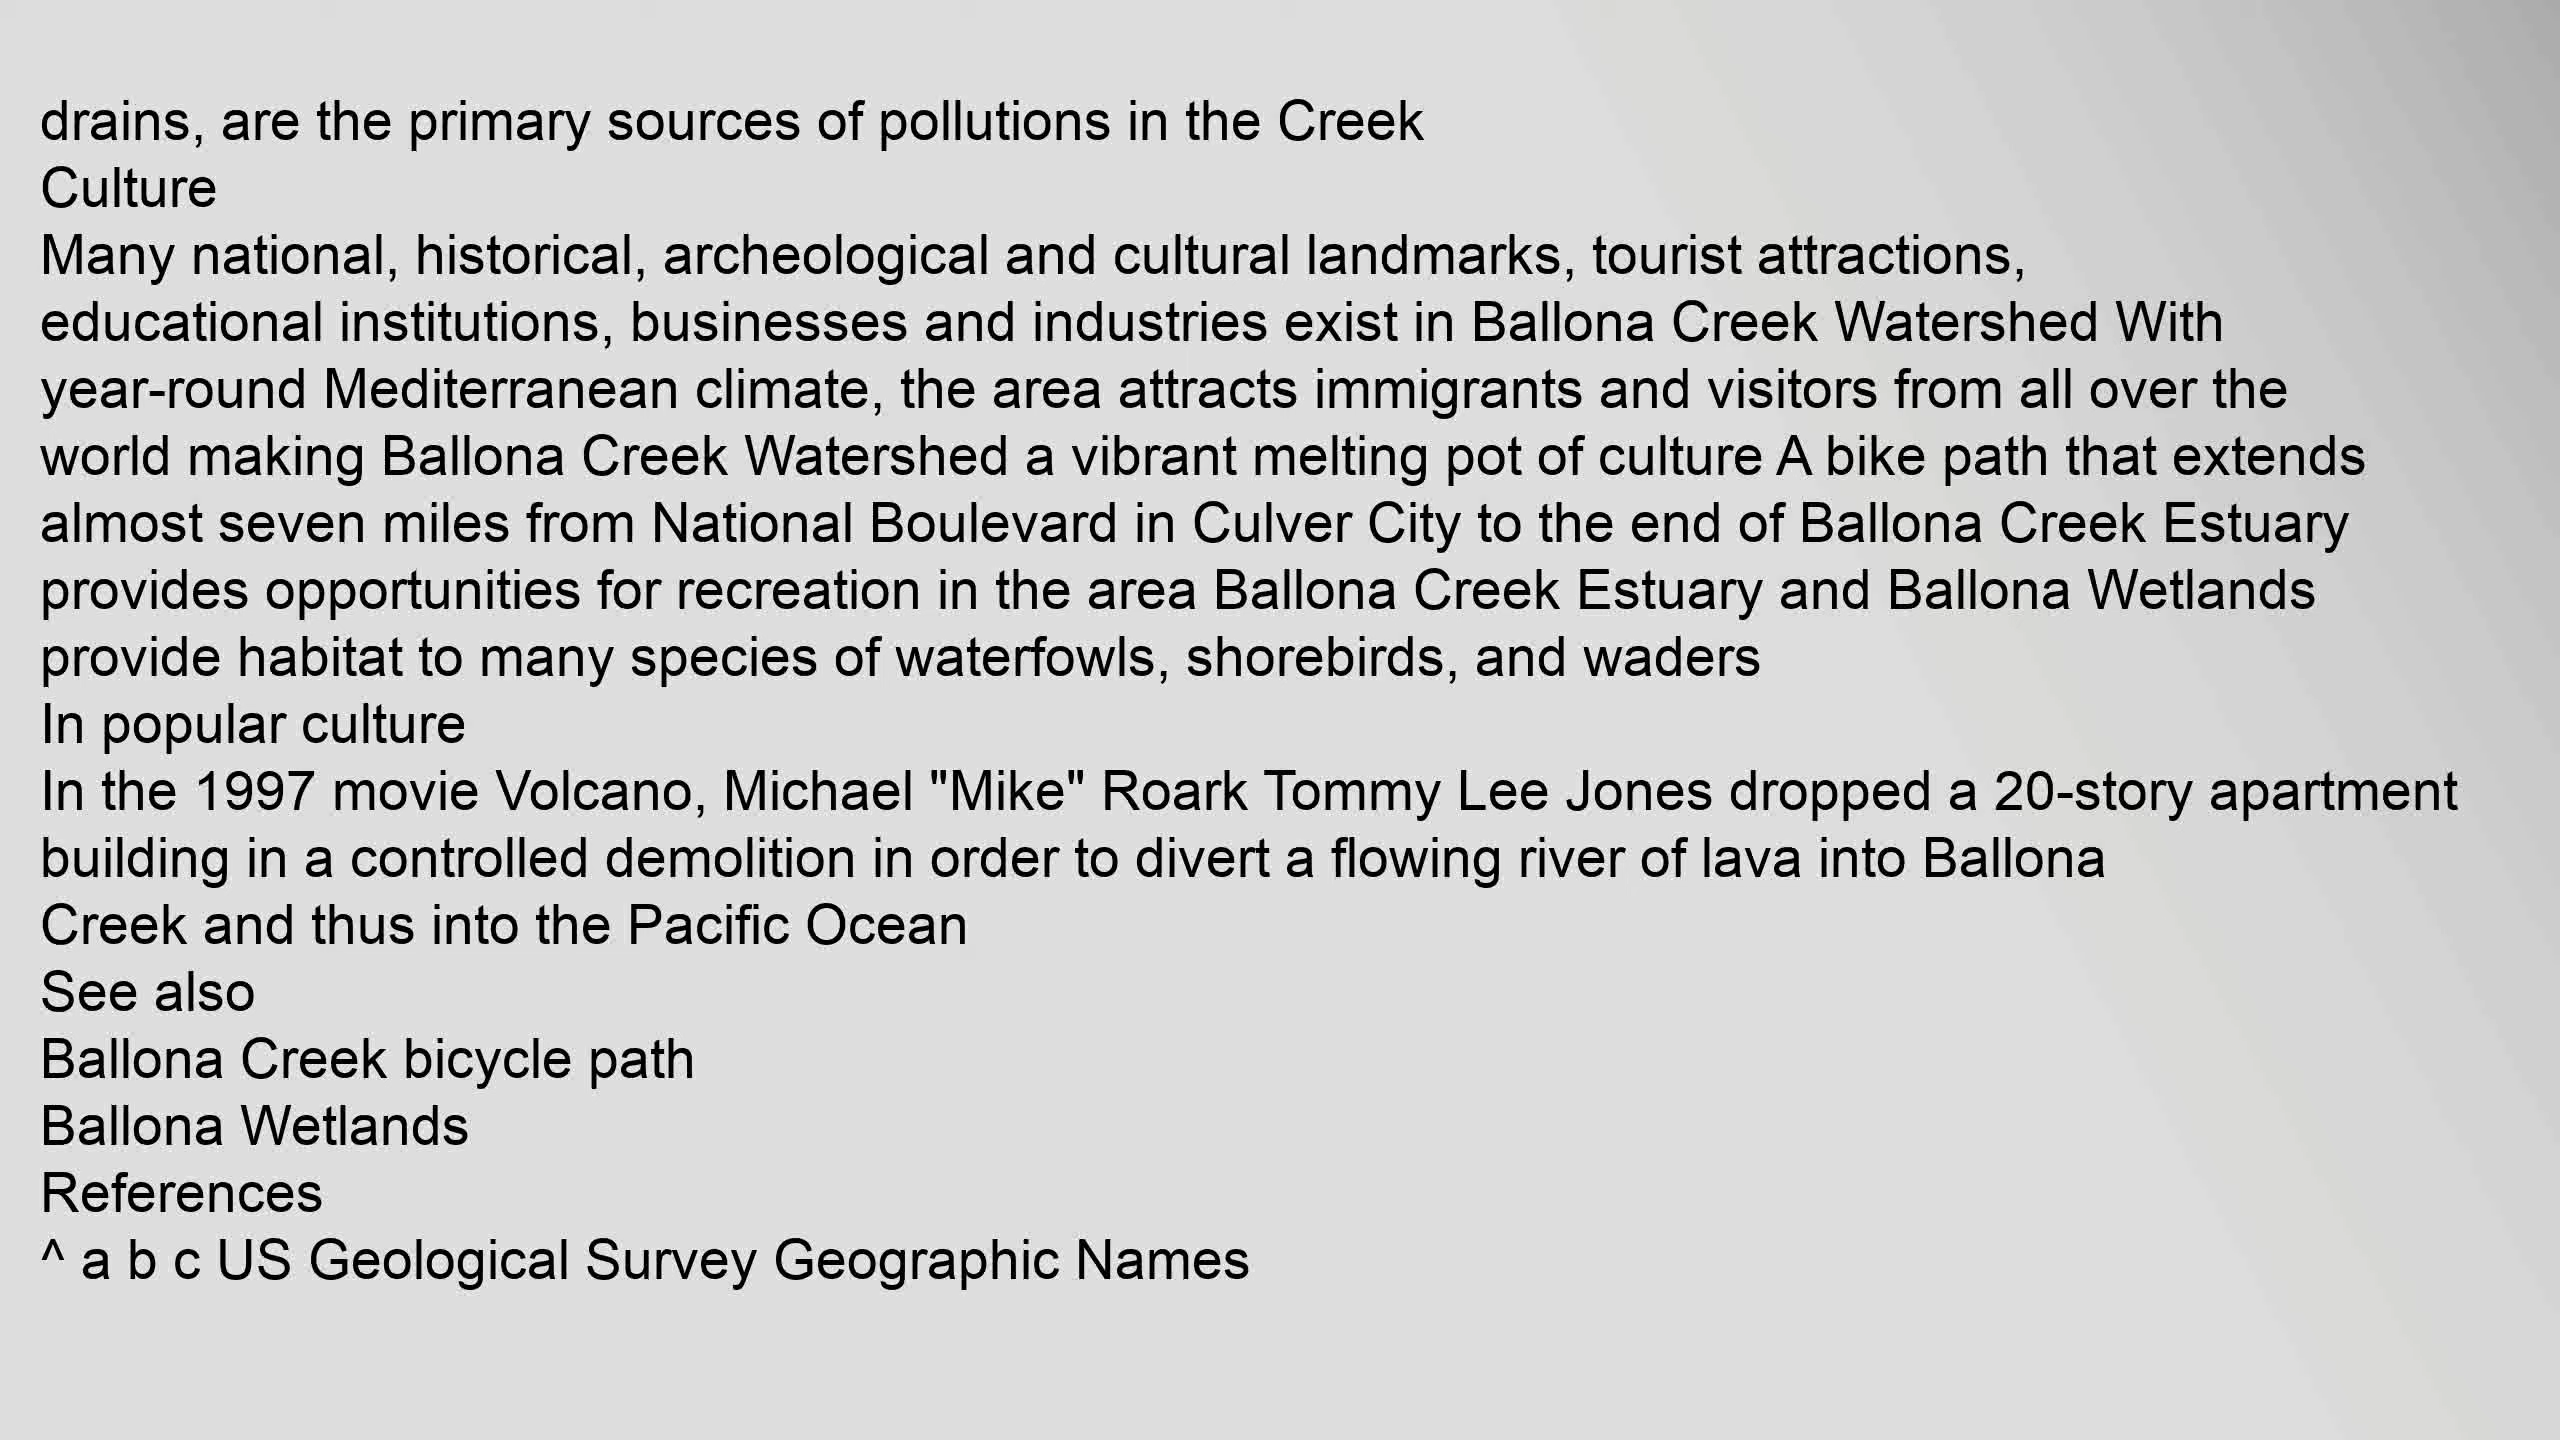 drains, are the primary sources of pollutions in the Creek
Culture
Many national, historical, archeological and cultural landmarks, tourist attractions,
educational institutions, businesses and industries exist in Ballona Creek Watershed With
year-round Mediterranean climate, the area attracts immigrants and visitors from all over the
world making Ballona Creek Watershed a vibrant melting pot of culture A bike path that extends
almost seven miles from National Boulevard in Culver City to the end of Ballona Creek Estuary
provides opportunities for recreation in the area Ballona Creek Estuary and Ballona Wetlands
provide habitat to many species of waterfowls, shorebirds, and waders
In popular culture
In the 1997 movie Volcano, Michael "Mike" Roark Tommy Lee Jones dropped a 20-story apartment
building in a controlled demolition in order to divert a flowing river of lava into Ballona
Creek and thus into the Pacific Ocean
See also
Ballona Creek bicycle path
Ballona Wetlands
References
^ a b c US Geological Survey Geographic Names